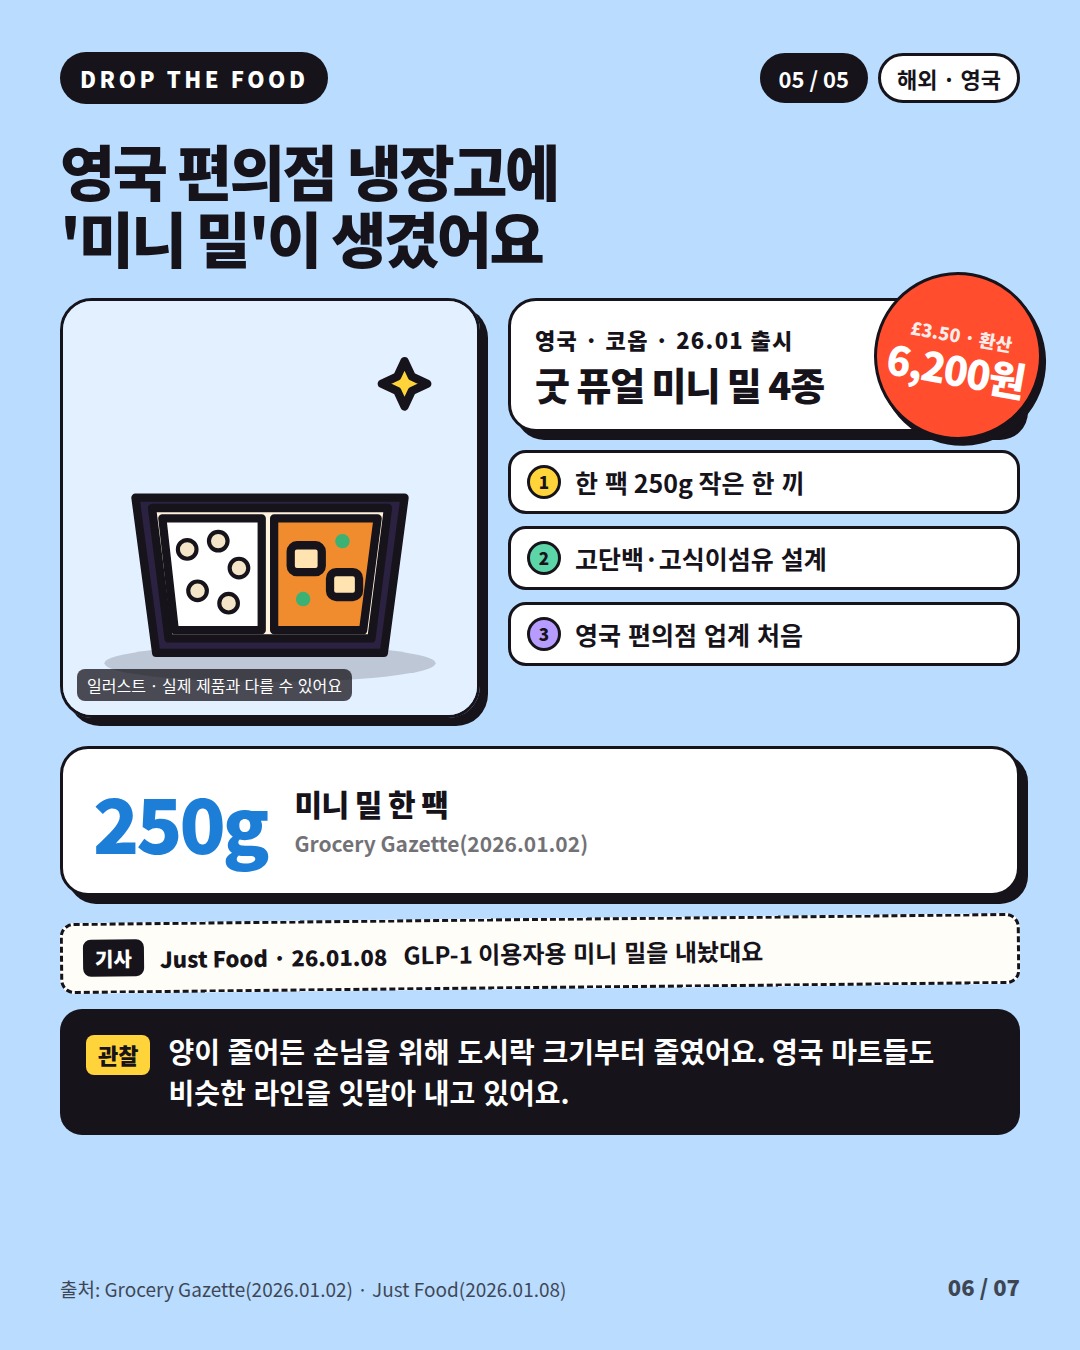 DROP THE FOOD
05 / 05
해외 · 영국
영국 편의점 냉장고에
'미니 밀'이 생겼어요
영국 · 코옵 · 26.01 출시
굿 퓨얼 미니 밀 4종
£3.50 · 환산
6,200원
1 한 팩 250g 작은 한 끼
2 고단백·고식이섬유 설계
3 영국 편의점 업계 처음
일러스트 · 실제 제품과 다를 수 있어요
250g
미니 밀 한 팩
Grocery Gazette(2026.01.02)
기사 Just Food · 26.01.08 GLP-1 이용자용 미니 밀을 내놨대요
관찰 양이 줄어든 손님을 위해 도시락 크기부터 줄였어요. 영국 마트들도
비슷한 라인을 잇달아 내고 있어요.
출처: Grocery Gazette(2026.01.02) · Just Food(2026.01.08)
06 / 07